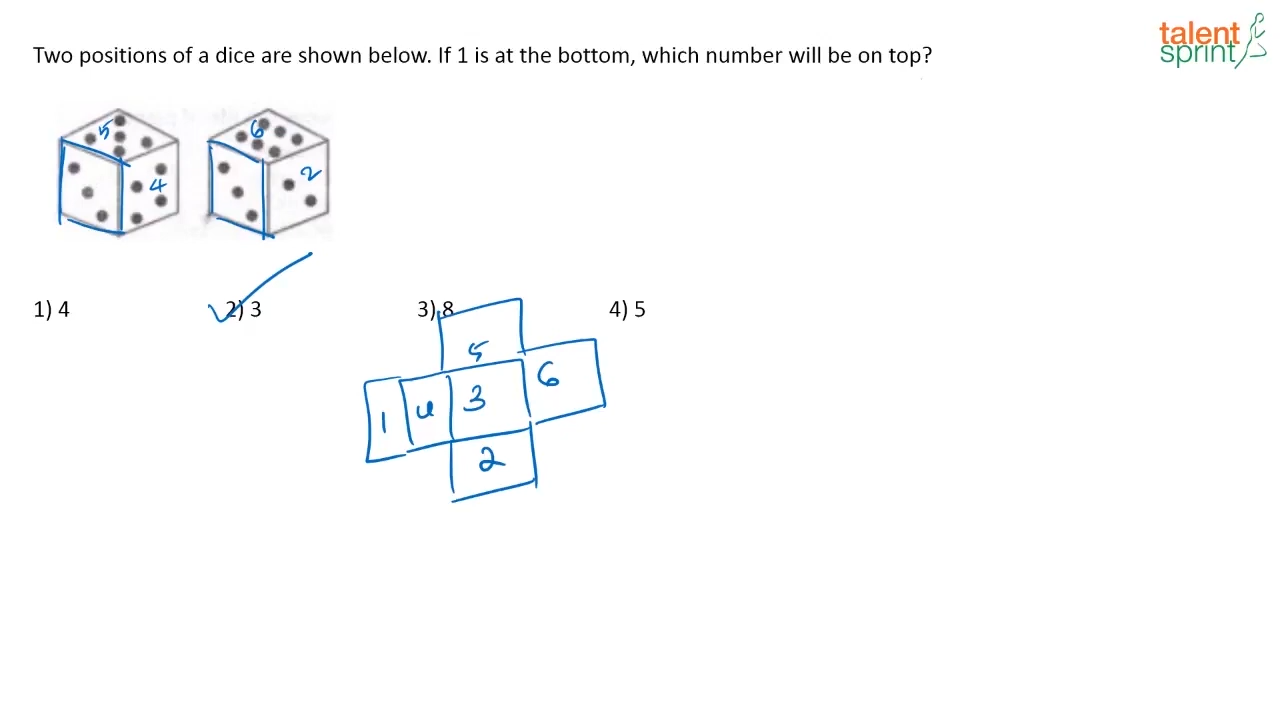 talent
sprint
Two positions of a dice are shown below. If 1 is at the bottom, which number will be on top?
5 6
4 2
1) 4 2) 3 3) 8 4) 5
5
1 4 3 6
2